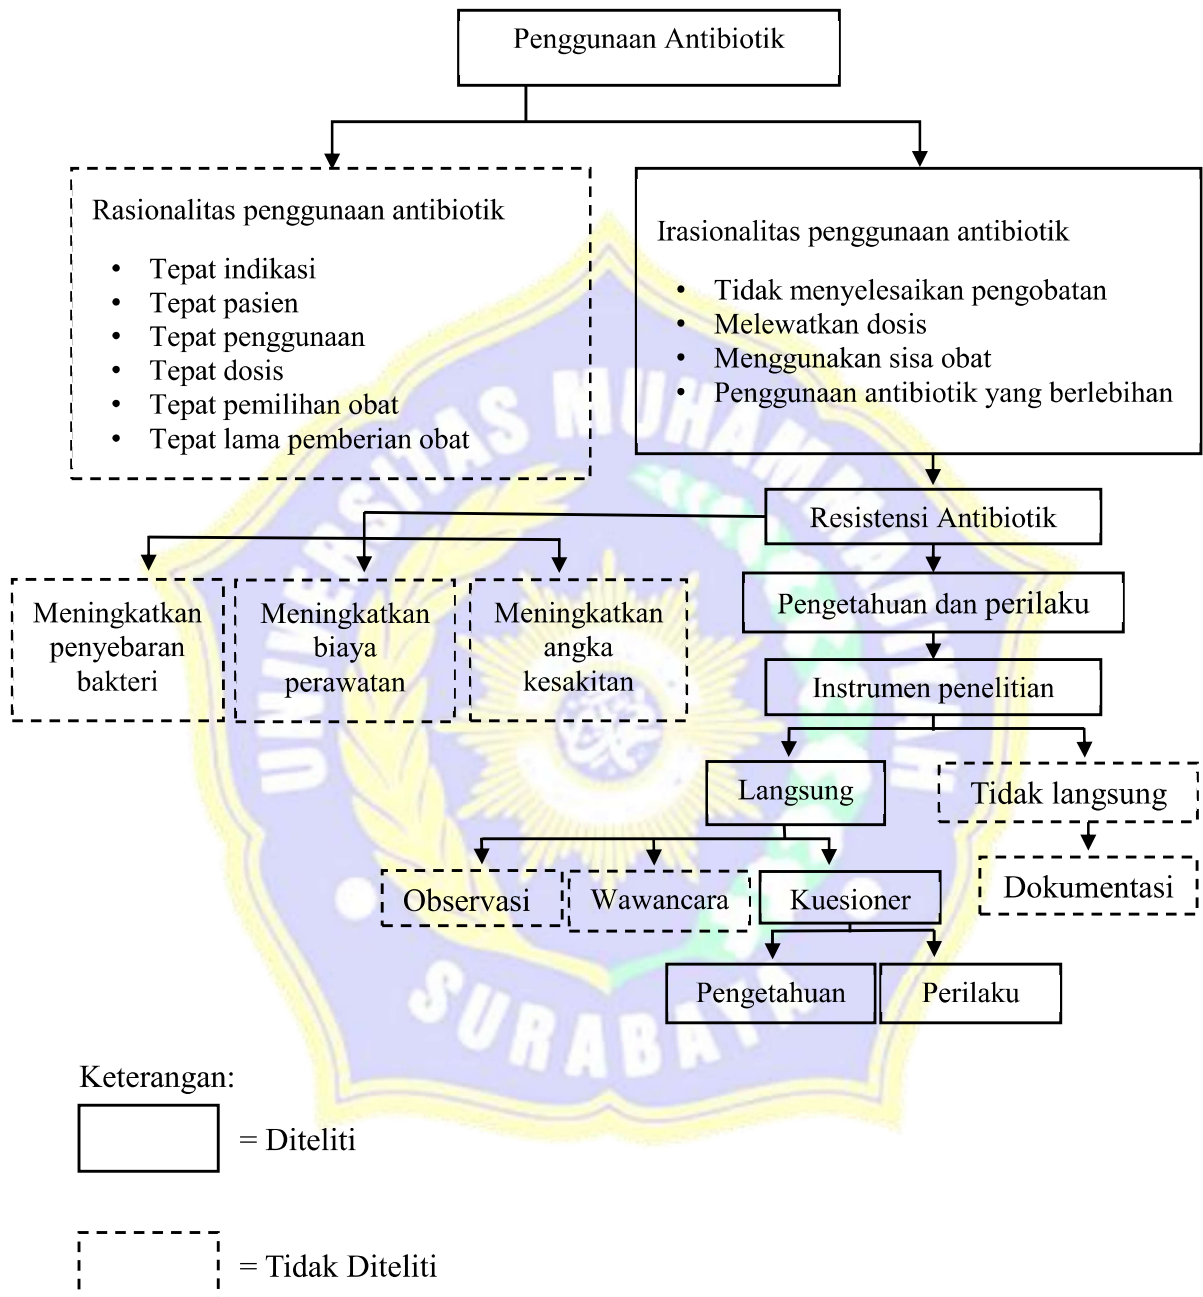 Penggunaan Antibiotik
Rasionalitas penggunaan antibiotik
• Tepat indikasi
• Tepat pasien
• Tepat penggunaan
• Tepat dosis
• Tepat pemilihan obat
• Tepat lama pemberian obat
Irasionalitas penggunaan antibiotik
• Tidak menyelesaikan pengobatan
• Melewatkan dosis
• Menggunakan sisa obat
• Penggunaan antibiotik yang berlebihan
Resistensi Antibiotik
Meningkatkan
penyebaran
bakteri
Meningkatkan
biaya
perawatan
Meningkatkan
angka
kesakitan
Pengetahuan dan perilaku
Instrumen penelitian
Langsung
Tidak langsung
Observasi
Wawancara
Kuesioner
Dokumentasi
Pengetahuan
Perilaku
UNIVERSITAS MUHAMMADIYAH
SURABAYA
Keterangan:
= Diteliti
= Tidak Diteliti